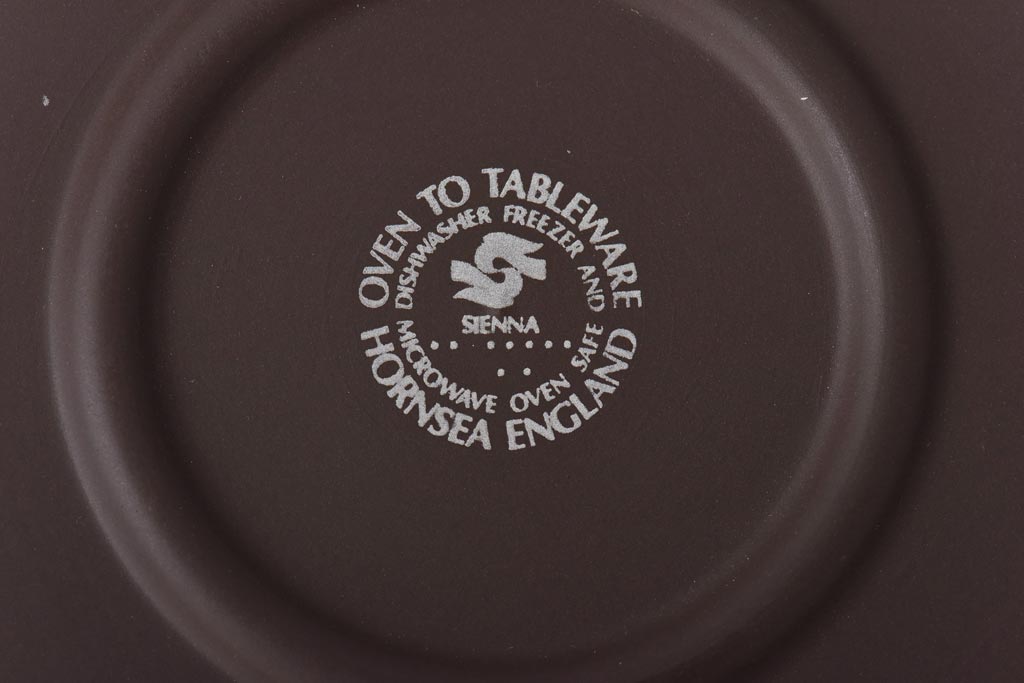 OVEN TO TABLEWARE
DISHWASHER FREEZER AND
SIENNA
MICROWAVE OVEN SAFE
HORNSEA ENGLAND